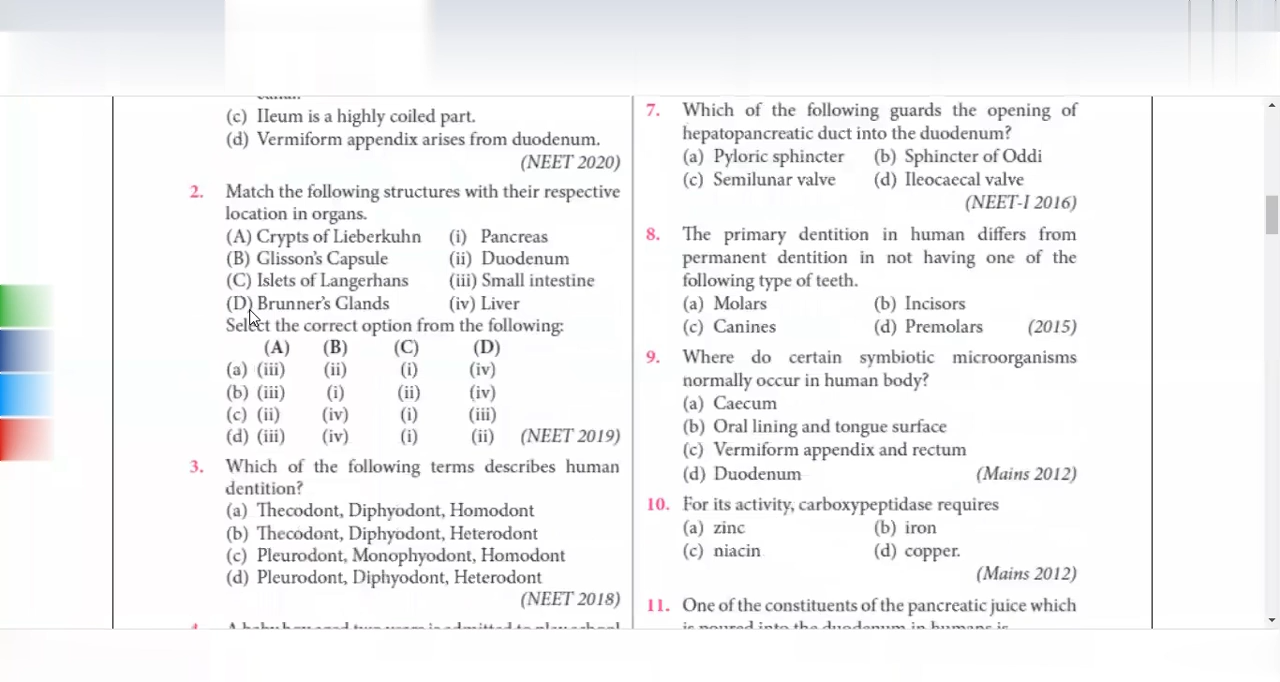 (c) Ileum is a highly coiled part.
(d) Vermiform appendix arises from duodenum.
(NEET 2020)
2. Match the following structures with their respective
location in organs.
(A) Crypts of Lieberkuhn (i) Pancreas
(B) Glisson's Capsule (ii) Duodenum
(C) Islets of Langerhans (iii) Small intestine
(D) Brunner's Glands (iv) Liver
Select the correct option from the following:
(A) (B) (C) (D)
(a) (iii) (ii) (i) (iv)
(b) (iii) (i) (ii) (iv)
(c) (ii) (iv) (i) (iii)
(d) (iii) (iv) (i) (ii) (NEET 2019)
3. Which of the following terms describes human
dentition?
(a) Thecodont, Diphyodont, Homodont
(b) Thecodont, Diphyodont, Heterodont
(c) Pleurodont, Monophyodont, Homodont
(d) Pleurodont, Diphyodont, Heterodont
(NEET 2018)
7. Which of the following guards the opening of
hepatopancreatic duct into the duodenum?
(a) Pyloric sphincter (b) Sphincter of Oddi
(c) Semilunar valve (d) Ileocaecal valve
(NEET-I 2016)
8. The primary dentition in human differs from
permanent dentition in not having one of the
following type of teeth.
(a) Molars (b) Incisors
(c) Canines (d) Premolars (2015)
9. Where do certain symbiotic microorganisms
normally occur in human body?
(a) Caecum
(b) Oral lining and tongue surface
(c) Vermiform appendix and rectum
(d) Duodenum (Mains 2012)
10. For its activity, carboxypeptidase requires
(a) zinc (b) iron
(c) niacin (d) copper.
(Mains 2012)
11. One of the constituents of the pancreatic juice which